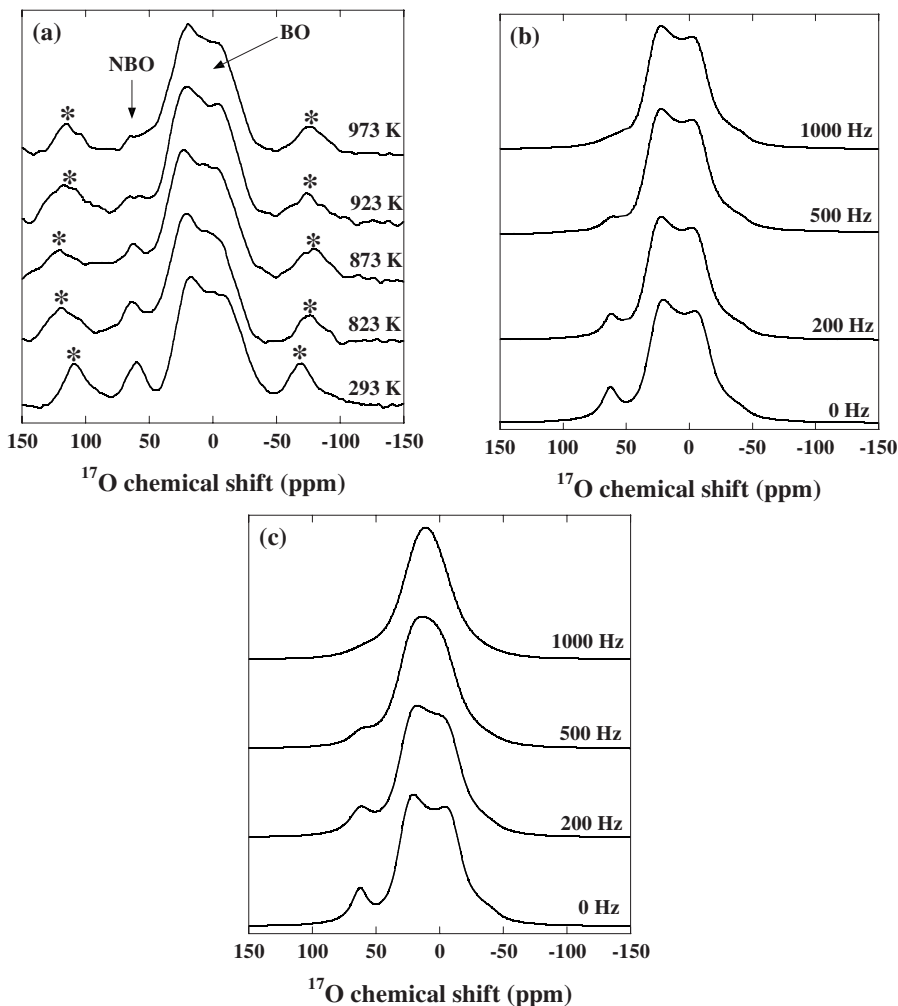 (a)
NBO
BO
*
*
973 K
*
*
923 K
*
*
873 K
*
*
823 K
*
*
293 K
150 100 50 0 -50 -100 -150
¹⁷O chemical shift (ppm)
(b)
1000 Hz
500 Hz
200 Hz
0 Hz
150 100 50 0 -50 -100 -150
¹⁷O chemical shift (ppm)
(c)
1000 Hz
500 Hz
200 Hz
0 Hz
150 100 50 0 -50 -100 -150
¹⁷O chemical shift (ppm)